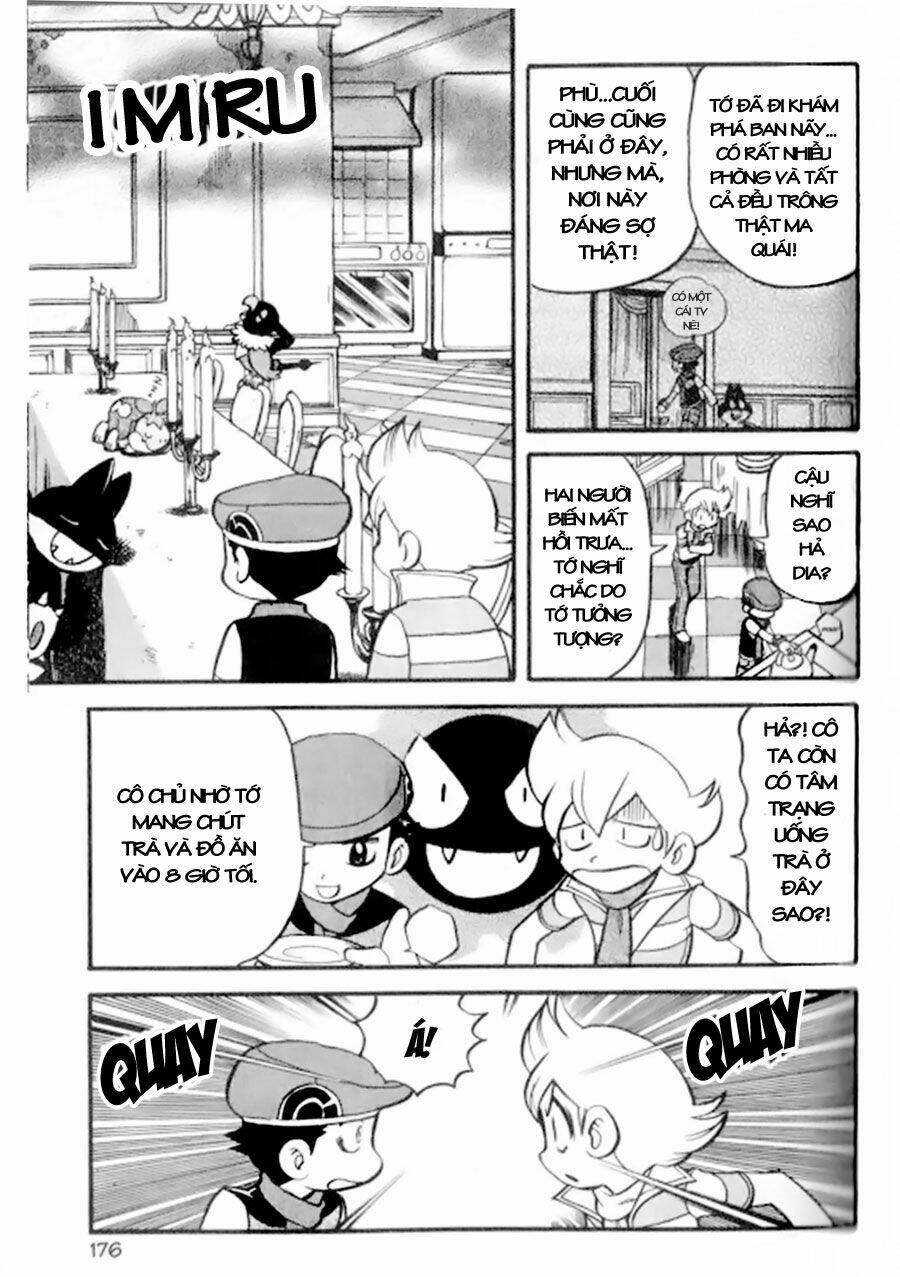 TỚ ĐÃ ĐI KHÁM
PHÁ BAN NÃY...
CÓ RẤT NHIỀU
PHÒNG VÀ TẤT
CẢ ĐỀU TRÔNG
THẬT MA
QUÁI!
PHÙ...CUỐI
CÙNG CŨNG
PHẢI Ở ĐÂY,
NHƯNG MÀ,
NƠI NÀY
ĐÁNG SỢ
THẬT!
CÓ MỘT
CÁI TV
NÈ!
CẬU
NGHĨ
SAO
HẢ
DIA?
HAI NGƯỜI
BIẾN MẤT
HỒI TRƯA...
TỚ NGHĨ
CHẮC DO
TỚ TƯỞNG
TƯỢNG?
I M RU
HẢ?! CÔ
TA CÒN
CÓ TÂM
TRẠNG
UỐNG
TRÀ Ở
ĐÂY
SAO?!
CÔ CHỦ NHỜ TỚ
MANG CHÚT
TRÀ VÀ ĐỒ ĂN
VÀO 8 GIỜ TỐI.
QUAY
Á!
QUAY
176